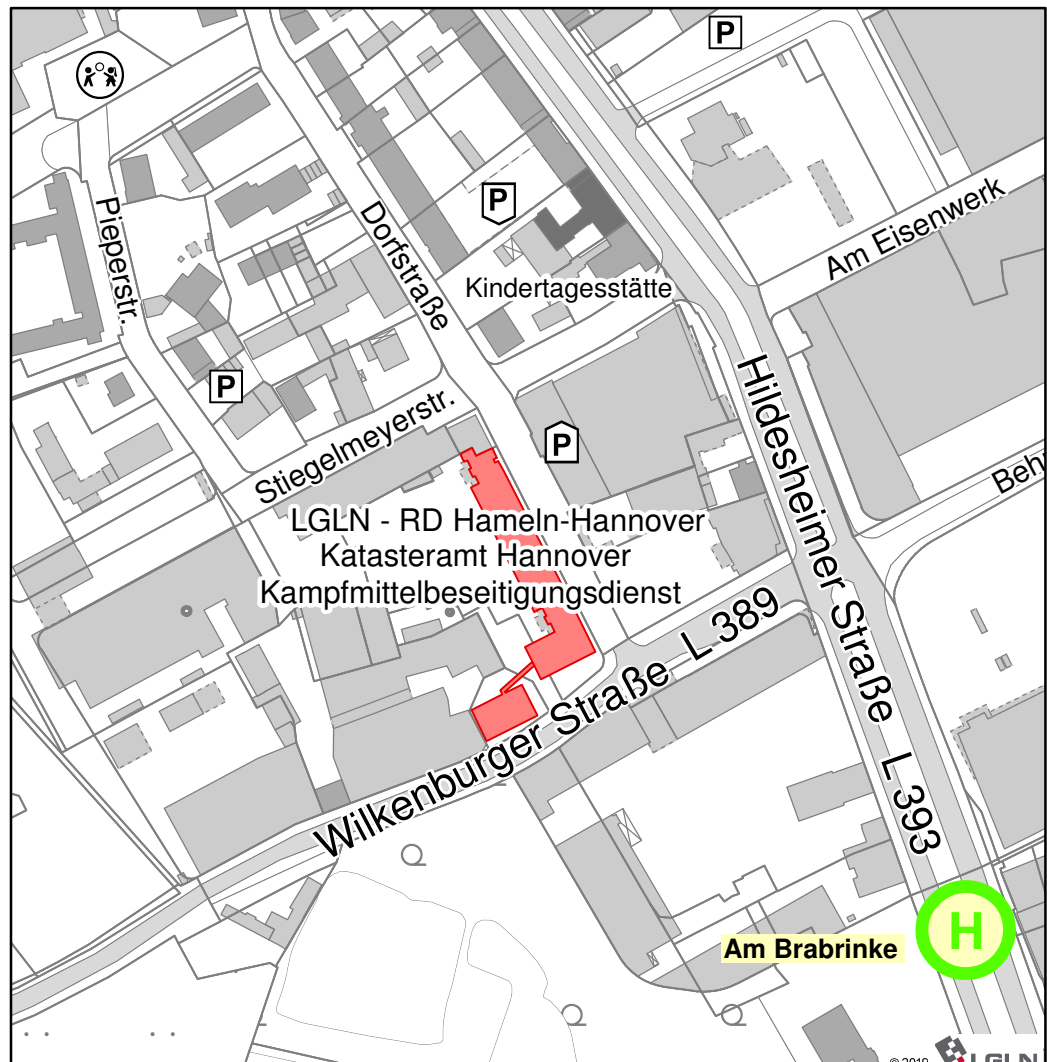 P
Pieperstr.
Dorfstraße
P
Am Eisenwerk
Kindertagesstätte
P
Hildesheimer Straße L 393
Stiegelmeyerstr.
P
Beh
LGLN - RD Hameln-Hannover
Katasteramt Hannover
Kampfmittelbeseitigungsdienst
Wilkenburger Straße L 389
Am Brabrinke
H
© 2019 LGLN